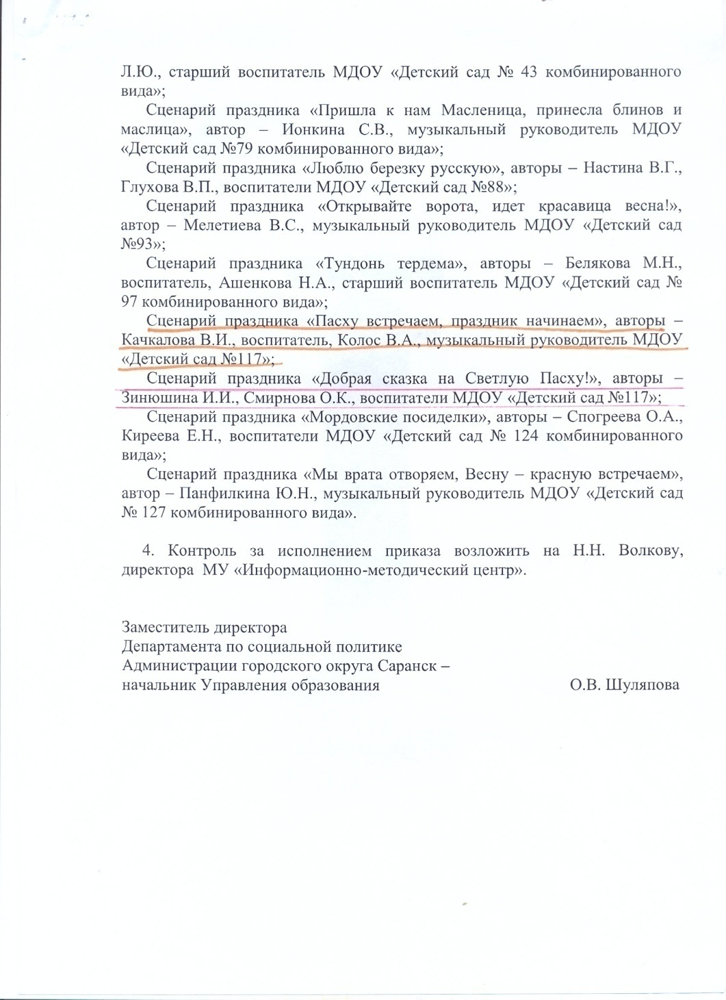 Л.Ю., старший воспитатель МДОУ «Детский сад № 43 комбинированного
вида»;
Сценарий праздника «Пришла к нам Масленица, принесла блинов и
маслица», автор – Ионкина С.В., музыкальный руководитель МДОУ
«Детский сад №79 комбинированного вида»;
Сценарий праздника «Люблю березку русскую», авторы – Настина В.Г.,
Глухова В.П., воспитатели МДОУ «Детский сад №88»;
Сценарий праздника «Открывайте ворота, идет красавица весна!»,
автор – Мелетиева В.С., музыкальный руководитель МДОУ «Детский сад
№93»;
Сценарий праздника «Тундонь тердема», авторы – Белякова М.Н.,
воспитатель, Ашенкова Н.А., старший воспитатель МДОУ «Детский сад №
97 комбинированного вида»;
Сценарий праздника «Пасху встречаем, праздник начинаем», авторы –
Качкалова В.И., воспитатель, Колос В.А., музыкальный руководитель МДОУ
«Детский сад №117»;
Сценарий праздника «Добрая сказка на Светлую Пасху!», авторы –
Зинюшина И.И., Смирнова О.К., воспитатели МДОУ «Детский сад №117»;
Сценарий праздника «Мордовские посиделки», авторы – Спогреева О.А.,
Киреева Е.Н., воспитатели МДОУ «Детский сад № 124 комбинированного
вида»;
Сценарий праздника «Мы врата отворяем, Весну – красную встречаем»,
автор – Панфилкина Ю.Н., музыкальный руководитель МДОУ «Детский сад
№ 127 комбинированного вида».
4. Контроль за исполнением приказа возложить на Н.Н. Волкову,
директора МУ «Информационно-методический центр».
Заместитель директора
Департамента по социальной политике
Администрации городского округа Саранск –
начальник Управления образования О.В. Шуляпова